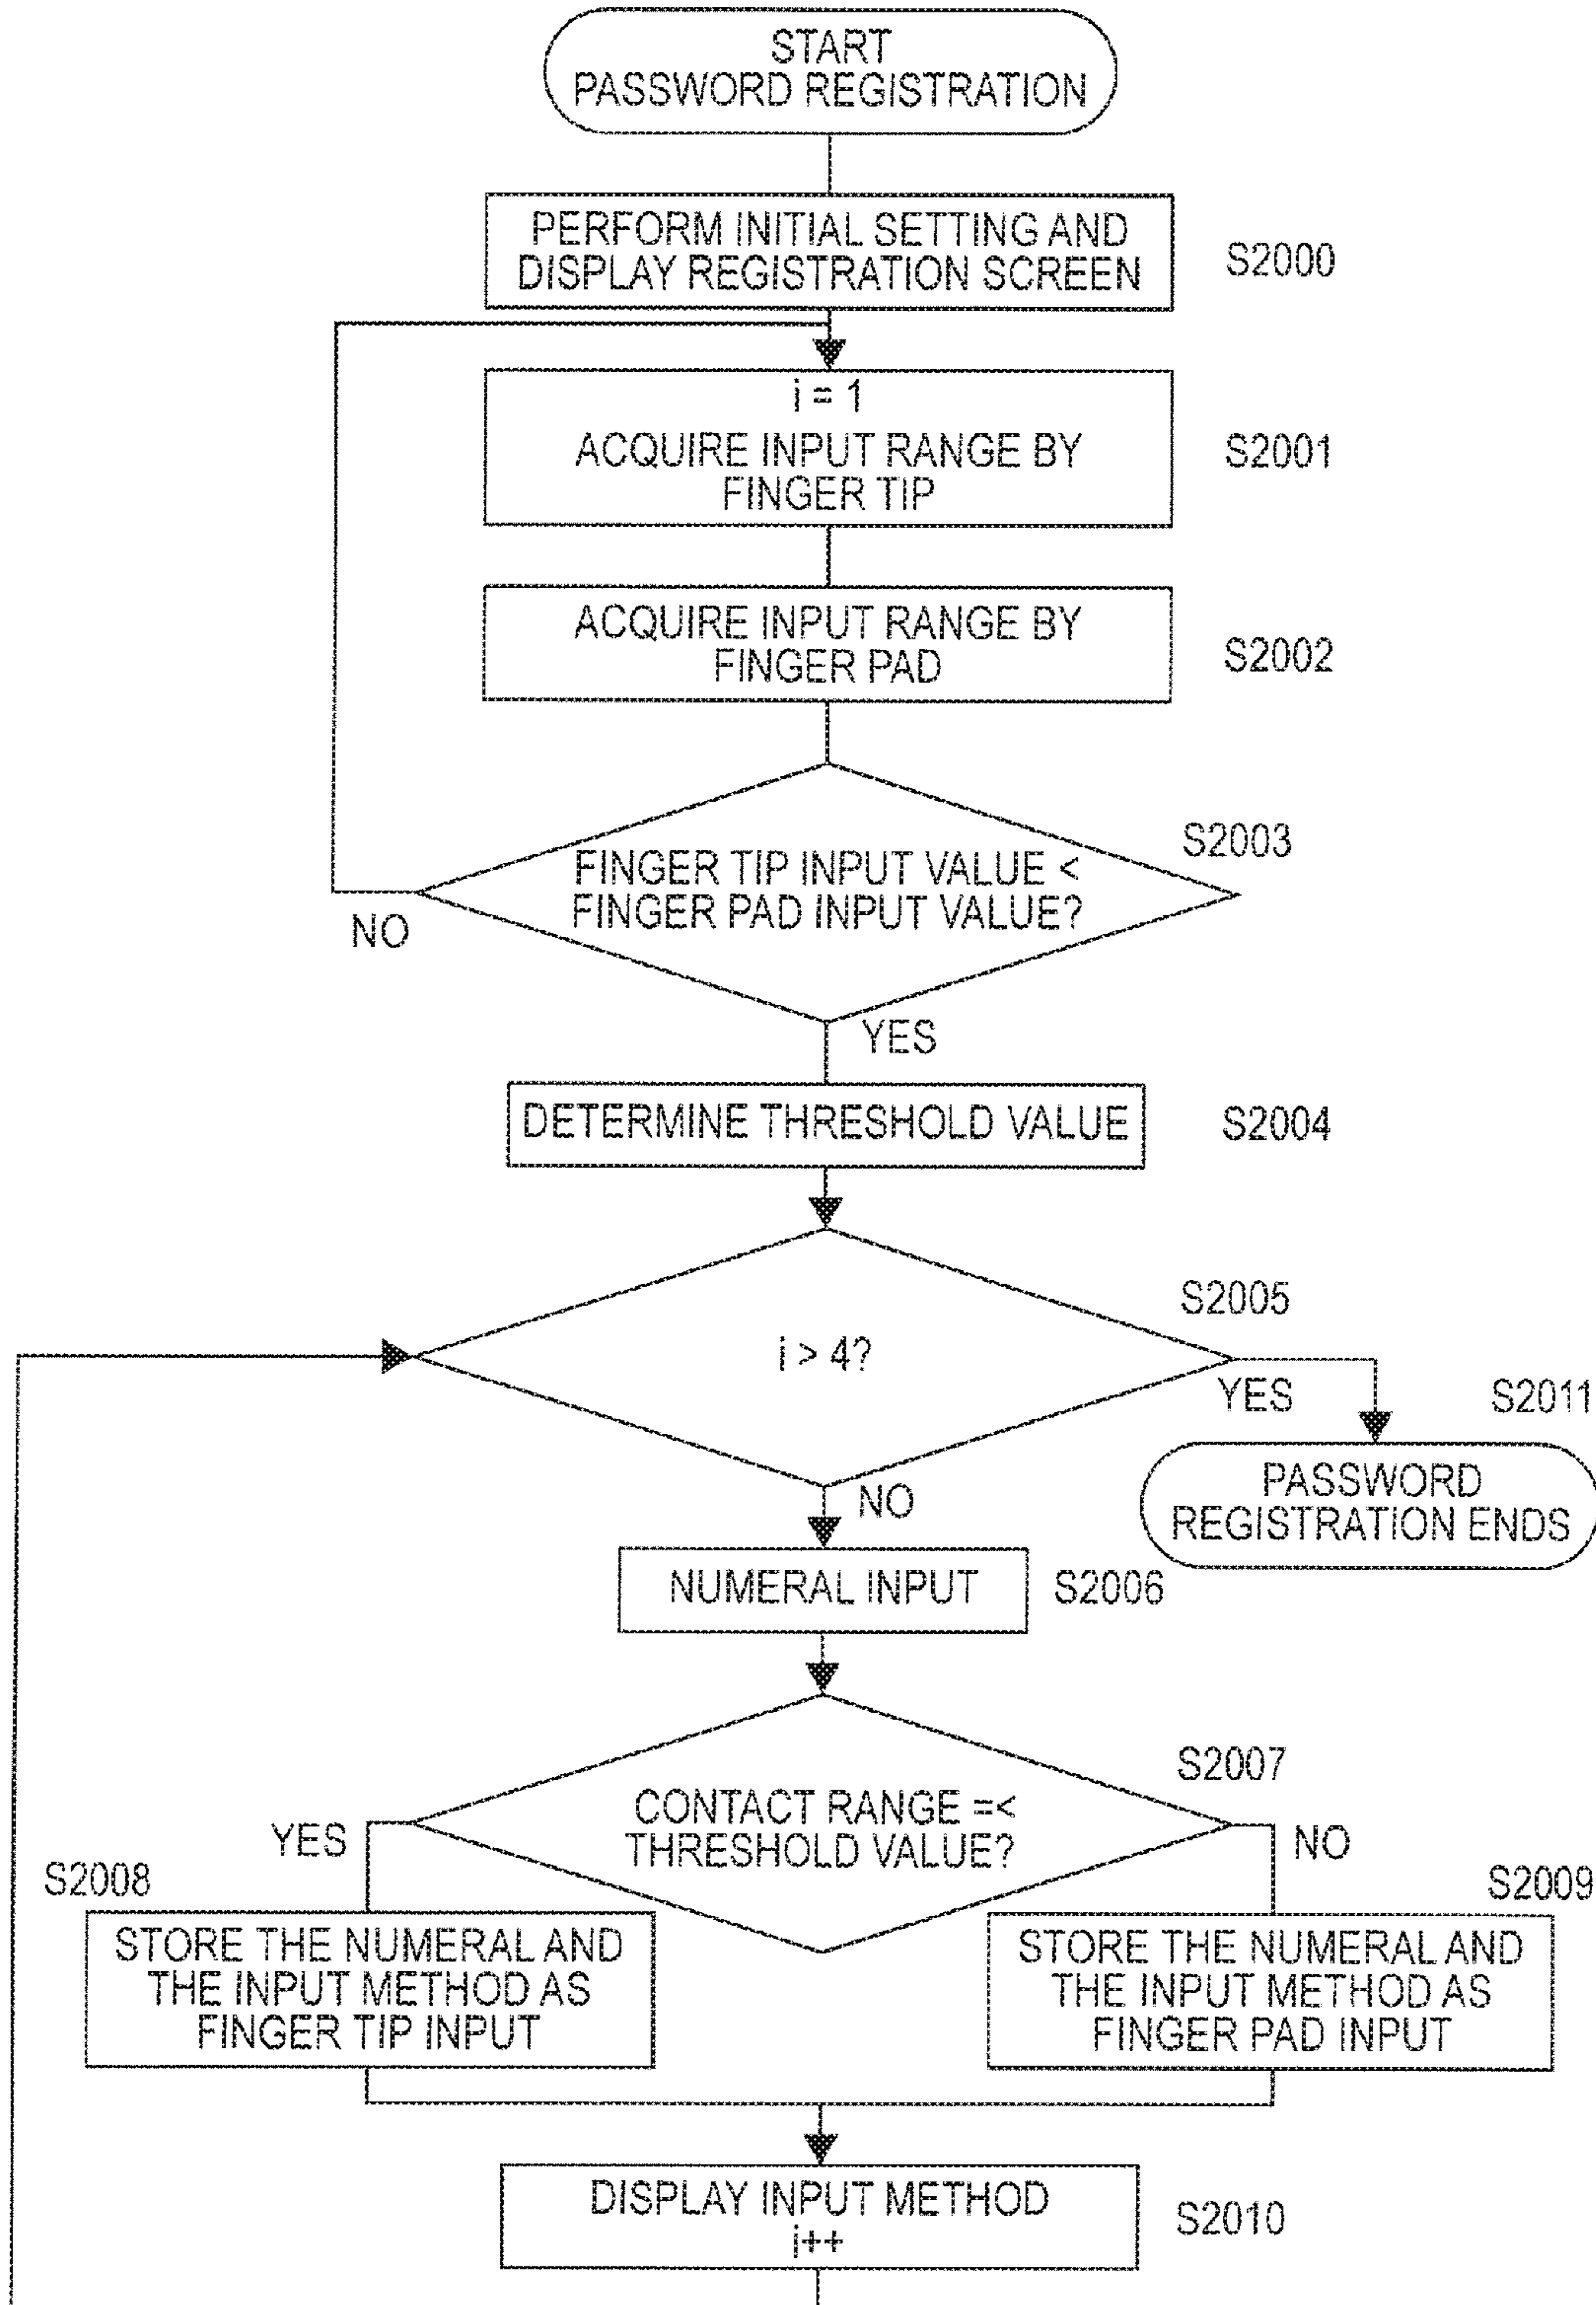 START
PASSWORD REGISTRATION
PERFORM INITIAL SETTING AND
DISPLAY REGISTRATION SCREEN
S2000
i = 1
ACQUIRE INPUT RANGE BY
FINGER TIP
S2001
ACQUIRE INPUT RANGE BY
FINGER PAD
S2002
S2003
FINGER TIP INPUT VALUE <
FINGER PAD INPUT VALUE?
NO
YES
DETERMINE THRESHOLD VALUE
S2004
S2005
i > 4?
YES
S2011
PASSWORD
REGISTRATION ENDS
NO
NUMERAL INPUT
S2006
S2007
CONTACT RANGE =<
THRESHOLD VALUE?
YES
NO
S2008
STORE THE NUMERAL AND
THE INPUT METHOD AS
FINGER TIP INPUT
S2009
STORE THE NUMERAL AND
THE INPUT METHOD AS
FINGER PAD INPUT
DISPLAY INPUT METHOD
i++
S2010